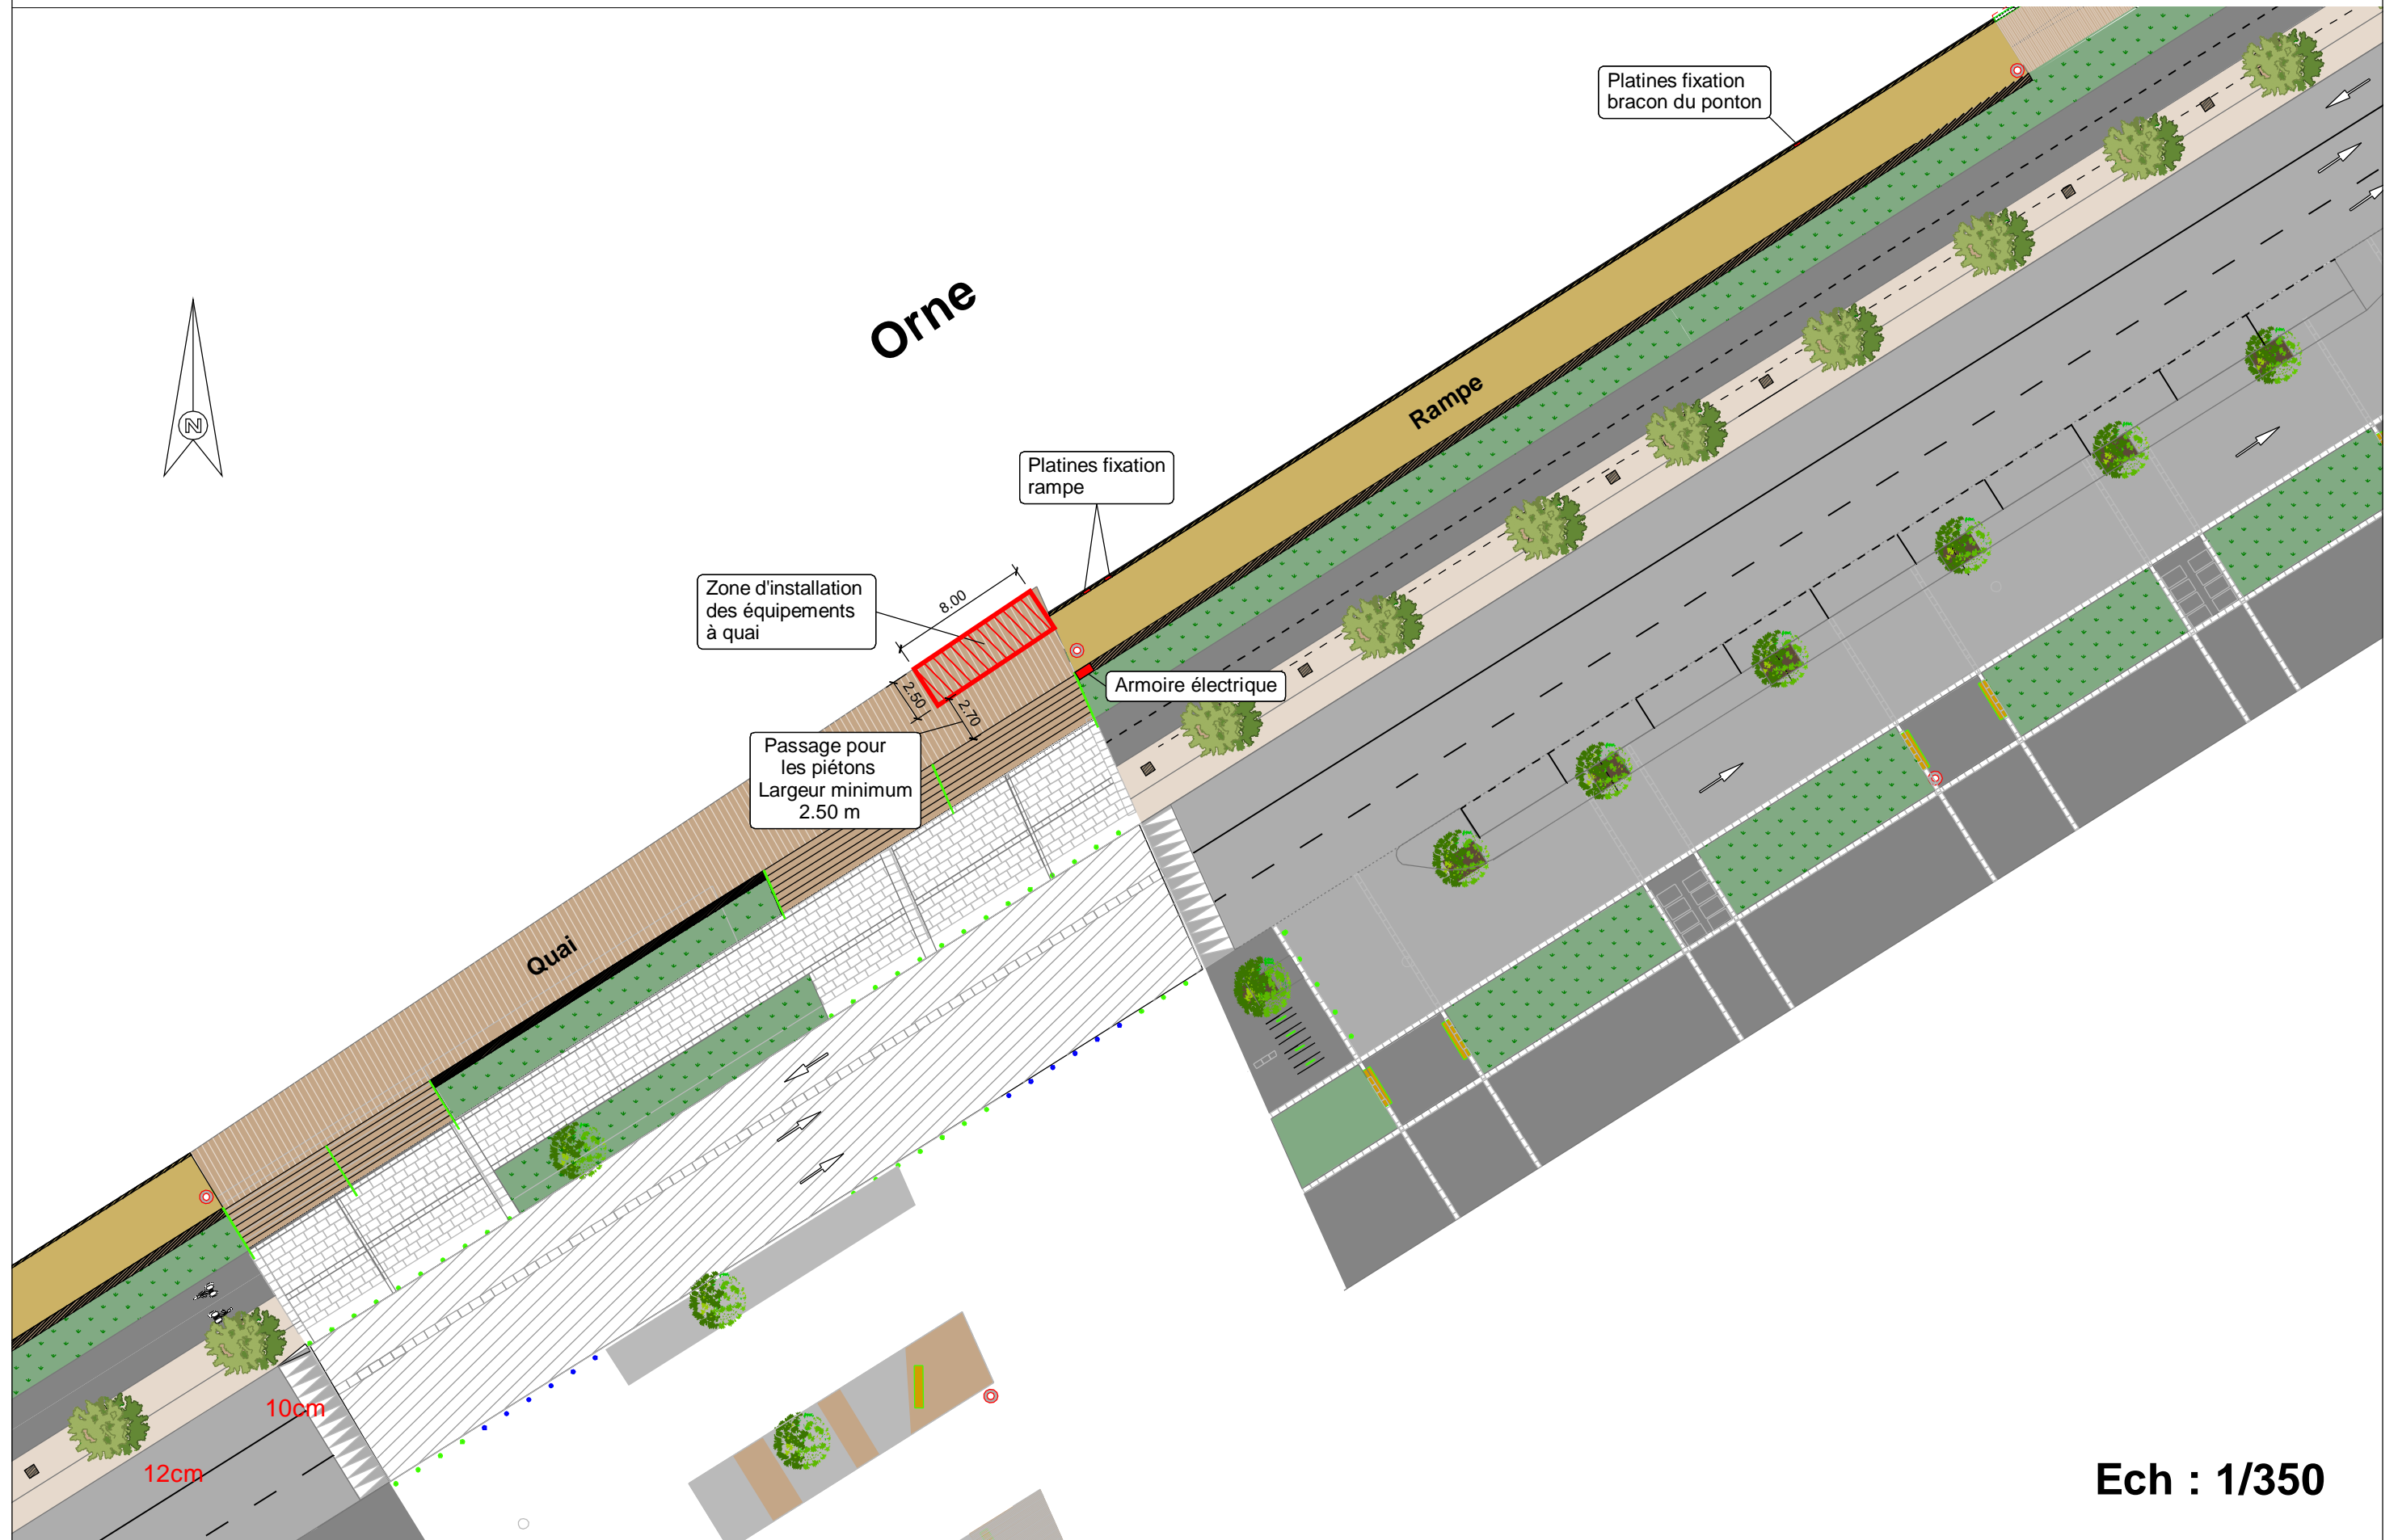 Platines fixation
bracon du ponton
Orne
N
Rampe
Platines fixation
rampe
Zone d'installation
des équipements
à quai
8.00
2.50
2.70
Armoire électrique
Passage pour
les piétons
Largeur minimum
2.50 m
Quai
10cm
12cm
Ech : 1/350